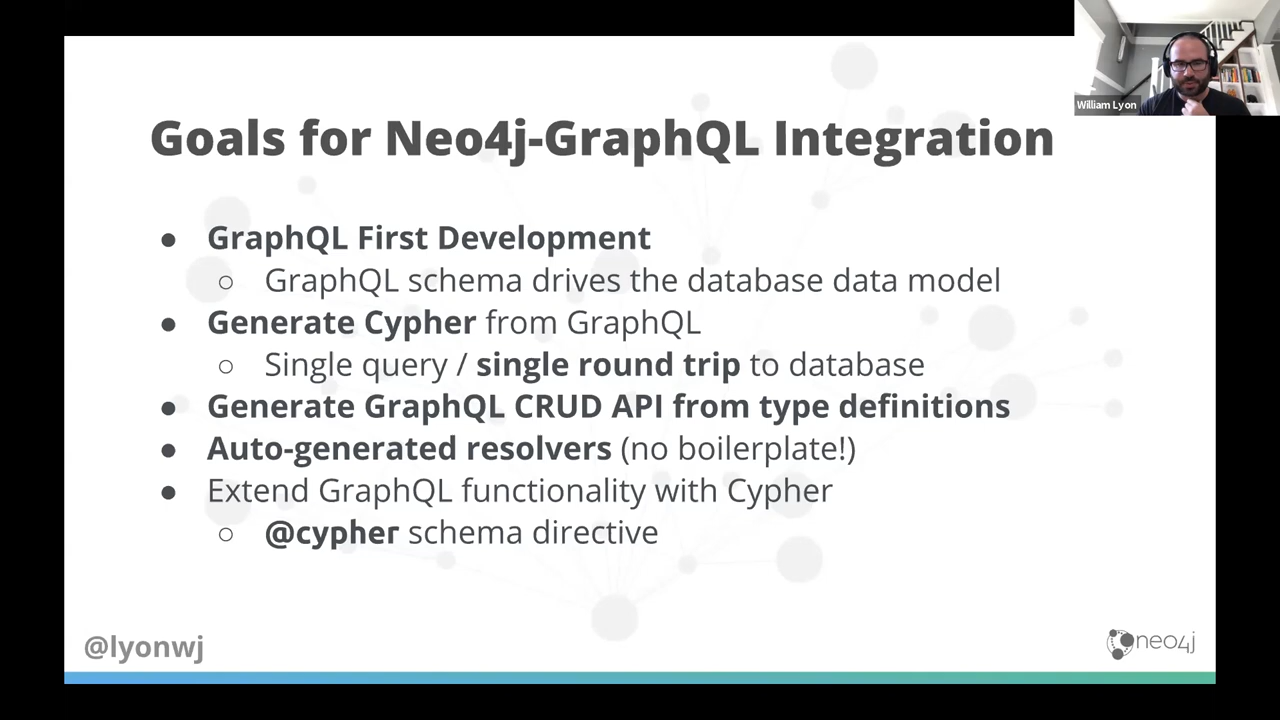 William Lyon
Goals for Neo4j-GraphQL Integration
● GraphQL First Development
○ GraphQL schema drives the database data model
● Generate Cypher from GraphQL
○ Single query / single round trip to database
● Generate GraphQL CRUD API from type definitions
● Auto-generated resolvers (no boilerplate!)
● Extend GraphQL functionality with Cypher
○ @cypher schema directive
@lyonwj
neo4j